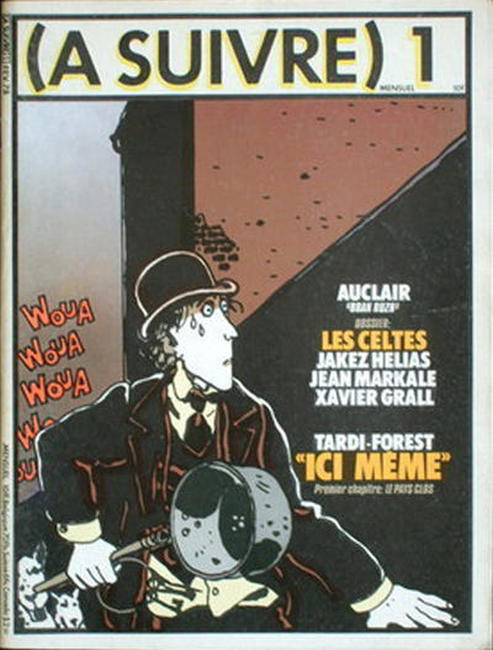 (A SUIVRE) 1
MENSUEL 10F
WOUA
WOUA
WOUA
AUCLAIR
"BRAN RUZ"
DOSSIER:
LES CELTES
JAKEZ HELIAS
JEAN MARKALE
XAVIER GRALL
TARDI-FOREST
«ICI MÊME»
Premier chapitre: LE PAYS CLOS